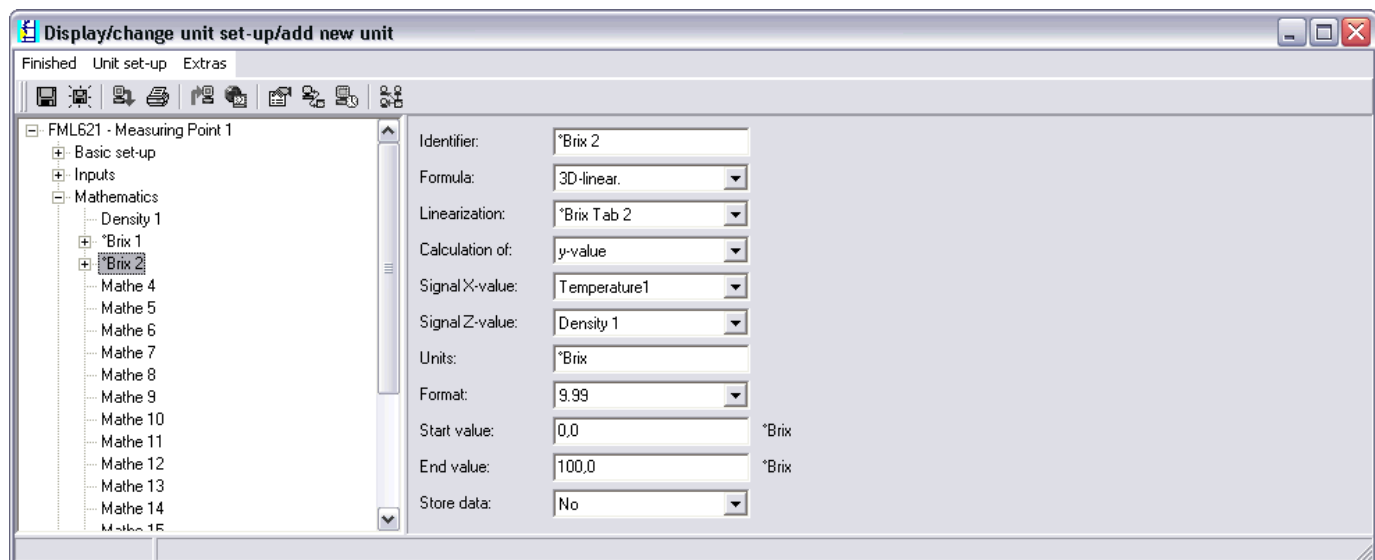 Display/change unit set-up/add new unit
Finished Unit set-up Extras
FML621 - Measuring Point 1
Basic set-up
Inputs
Mathematics
Density 1
°Brix 1
°Brix 2
Mathe 4
Mathe 5
Mathe 6
Mathe 7
Mathe 8
Mathe 9
Mathe 10
Mathe 11
Mathe 12
Mathe 13
Mathe 14
Mathe 15
Identifier: °Brix 2
Formula: 3D-linear.
Linearization: °Brix Tab 2
Calculation of: y-value
Signal X-value: Temperature1
Signal Z-value: Density 1
Units: °Brix
Format: 9.99
Start value: 0,0 °Brix
End value: 100,0 °Brix
Store data: No